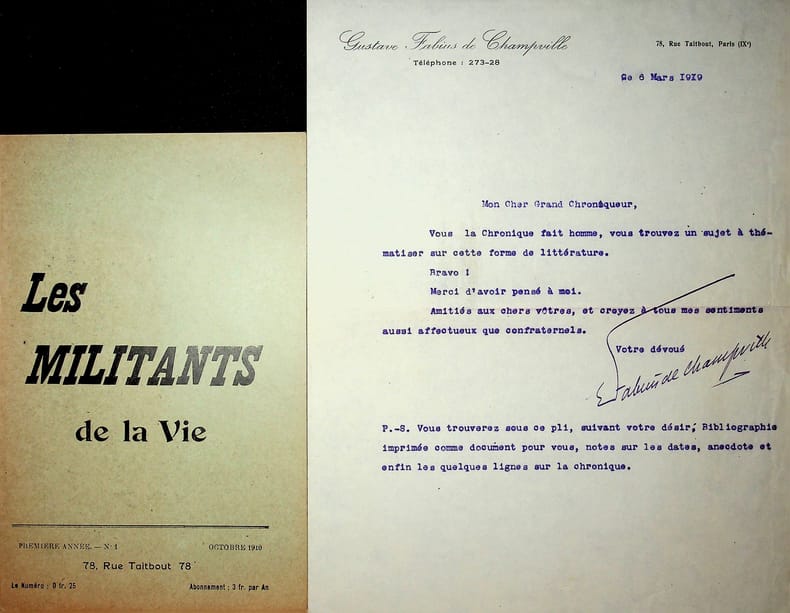 Les
MILITANTS
de la Vie
PREMIÈRE ANNÉE. — N° 1 OCTOBRE 1910
78, Rue Taitbout 78
Le Numéro : 0 fr. 25 Abonnement : 3 fr. par An
Gustave Fabius de Champville 78, Rue Taitbout, Paris (IXe)
Téléphone : 273-28
Ce 6 Mars 1919
Mon Cher Grand Chroniqueur,
Vous la Chronique fait homme, vous trouvez un sujet à thé-
matiser sur cette forme de littérature.
Bravo !
Merci d'avoir pensé à moi.
Amitiés aux chers vôtres, et croyez à tous mes sentiments
aussi affectueux que confraternels.
Votre dévoué
Fabius de Champville
P.-S. Vous trouverez sous ce pli, suivant votre désir, Bibliographie
imprimée comme document pour vous, notes sur les dates, anecdote et
enfin les quelques lignes sur la chronique.